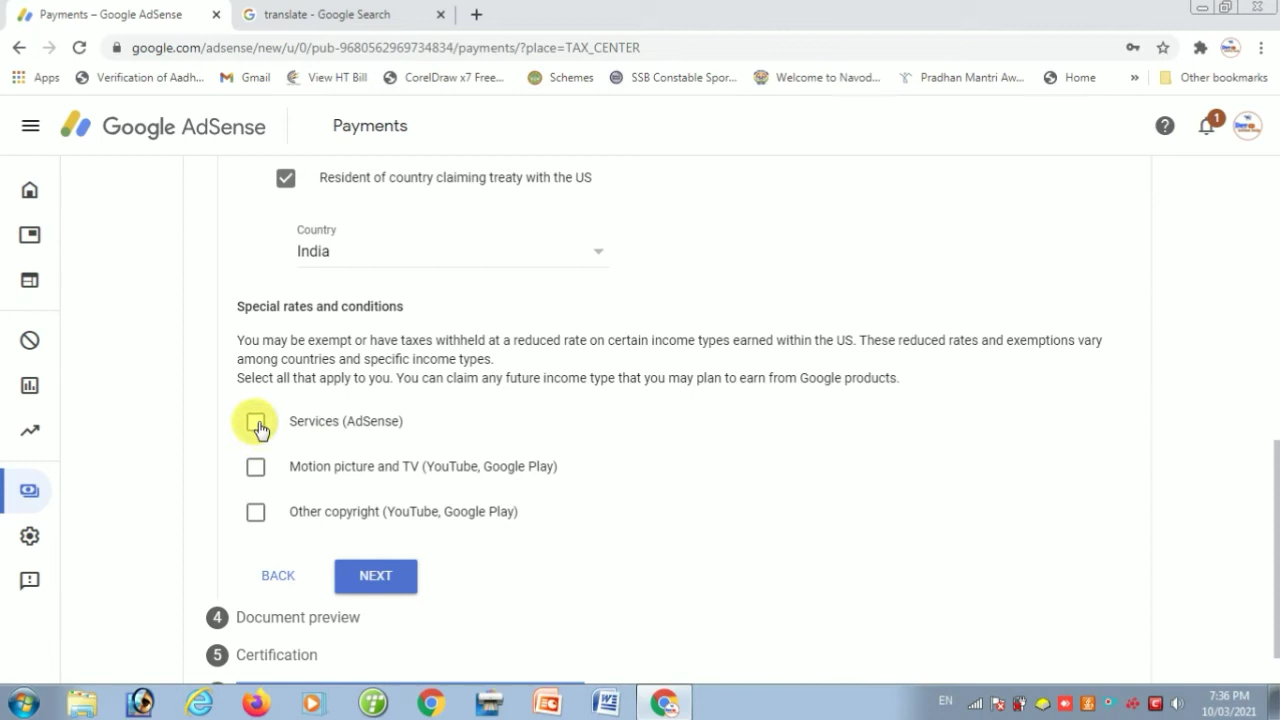 Payments – Google AdSense
translate - Google Search
google.com/adsense/new/u/0/pub-9680562969734834/payments/?place=TAX_CENTER
Apps
Verification of Aadh...
Gmail
View HT Bill
CorelDraw x7 Free...
Schemes
SSB Constable Spor...
Welcome to Navod...
Pradhan Mantri Aw...
Home
»
Other bookmarks
Google AdSense
Payments
1
Resident of country claiming treaty with the US
Country
India
Special rates and conditions
You may be exempt or have taxes withheld at a reduced rate on certain income types earned within the US. These reduced rates and exemptions vary
among countries and specific income types.
Select all that apply to you. You can claim any future income type that you may plan to earn from Google products.
Services (AdSense)
Motion picture and TV (YouTube, Google Play)
Other copyright (YouTube, Google Play)
BACK
NEXT
4 Document preview
5 Certification
EN
7:36 PM
10/03/2021